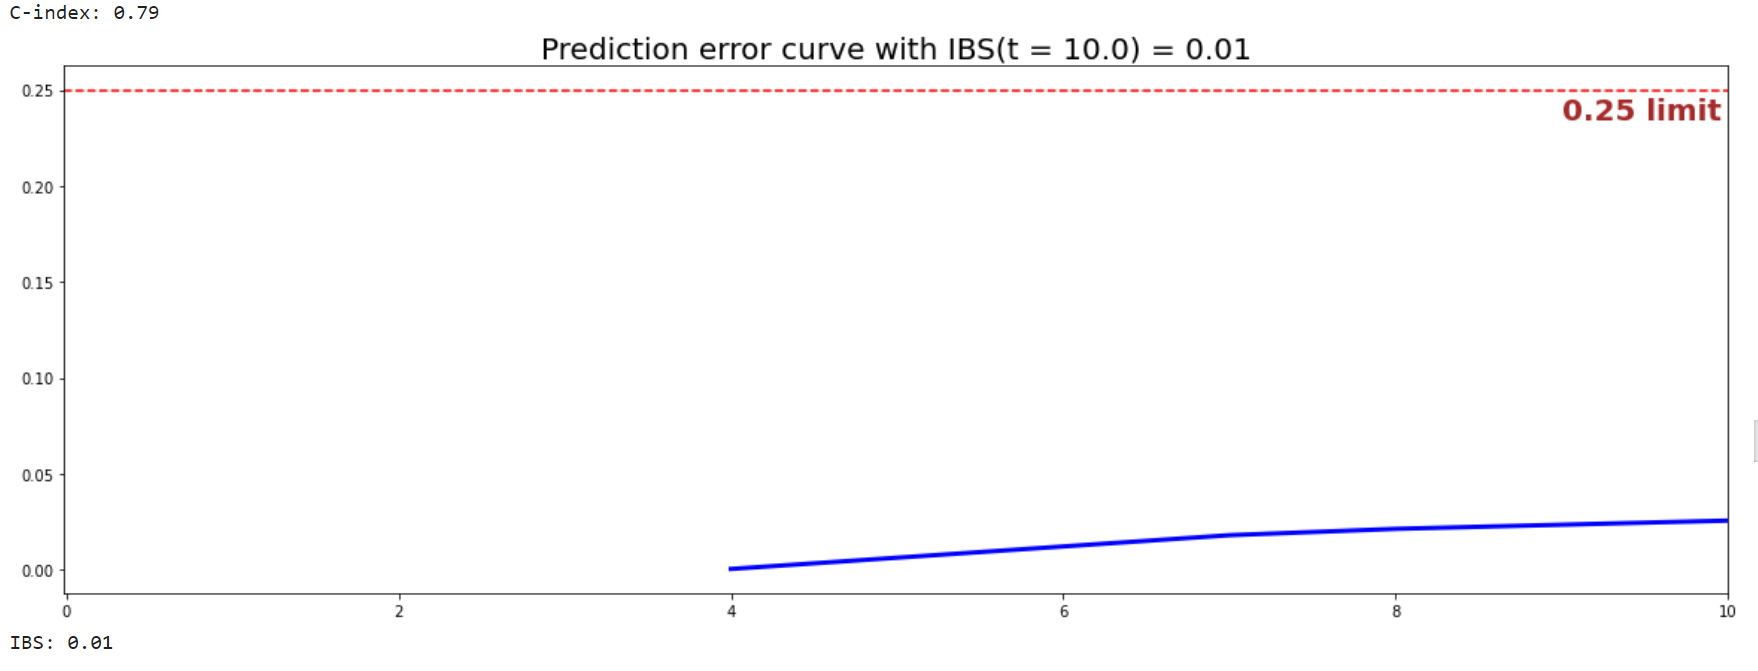 C-index: 0.79
Prediction error curve with IBS(t = 10.0) = 0.01
0.25
0.25 limit
0.20
0.15
0.10
0.05
0.00
0 2 4 6 8 10
IBS: 0.01